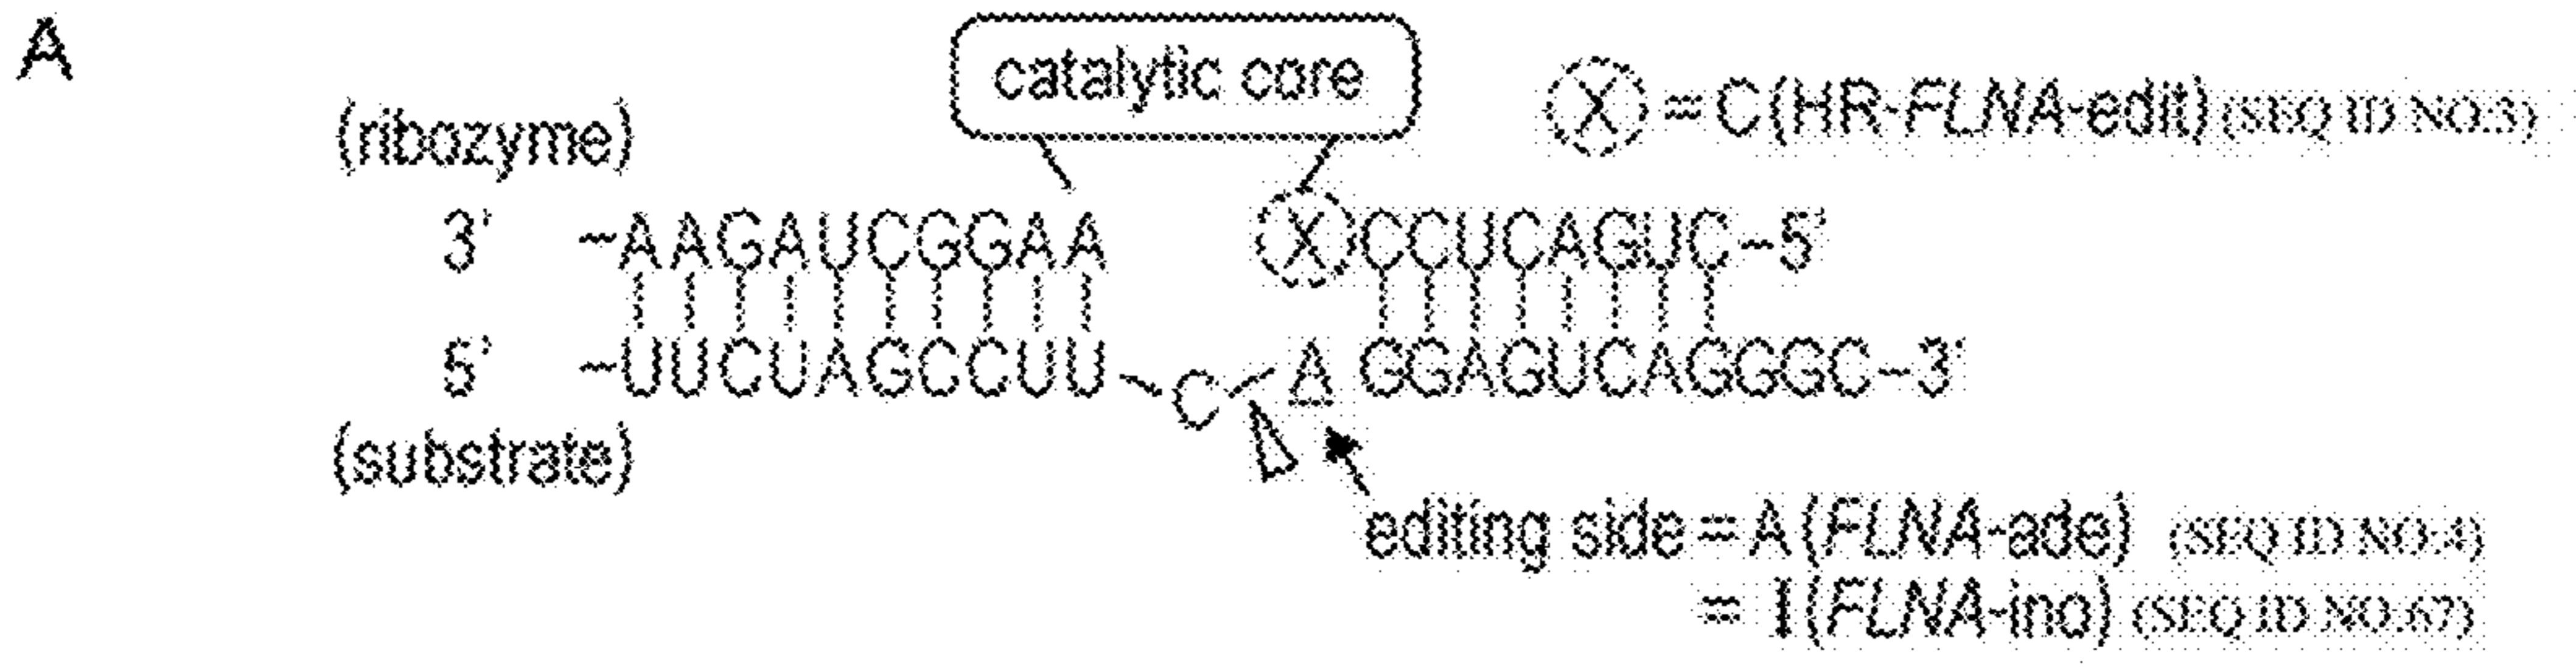 A
catalytic core
(ribozyme)
X = C(HR-FLNA-edit) (SEQ ID NO:3)
3' ~AAGAUCGGAA XCCUCAGUC~5'
5' ~UUCUAGCCUU~C A GGAGUCAGGGC~3'
(substrate)
editing side = A (FLNA-ade) (SEQ ID NO:4)
= I (FLNA-ino) (SEQ ID NO:67)